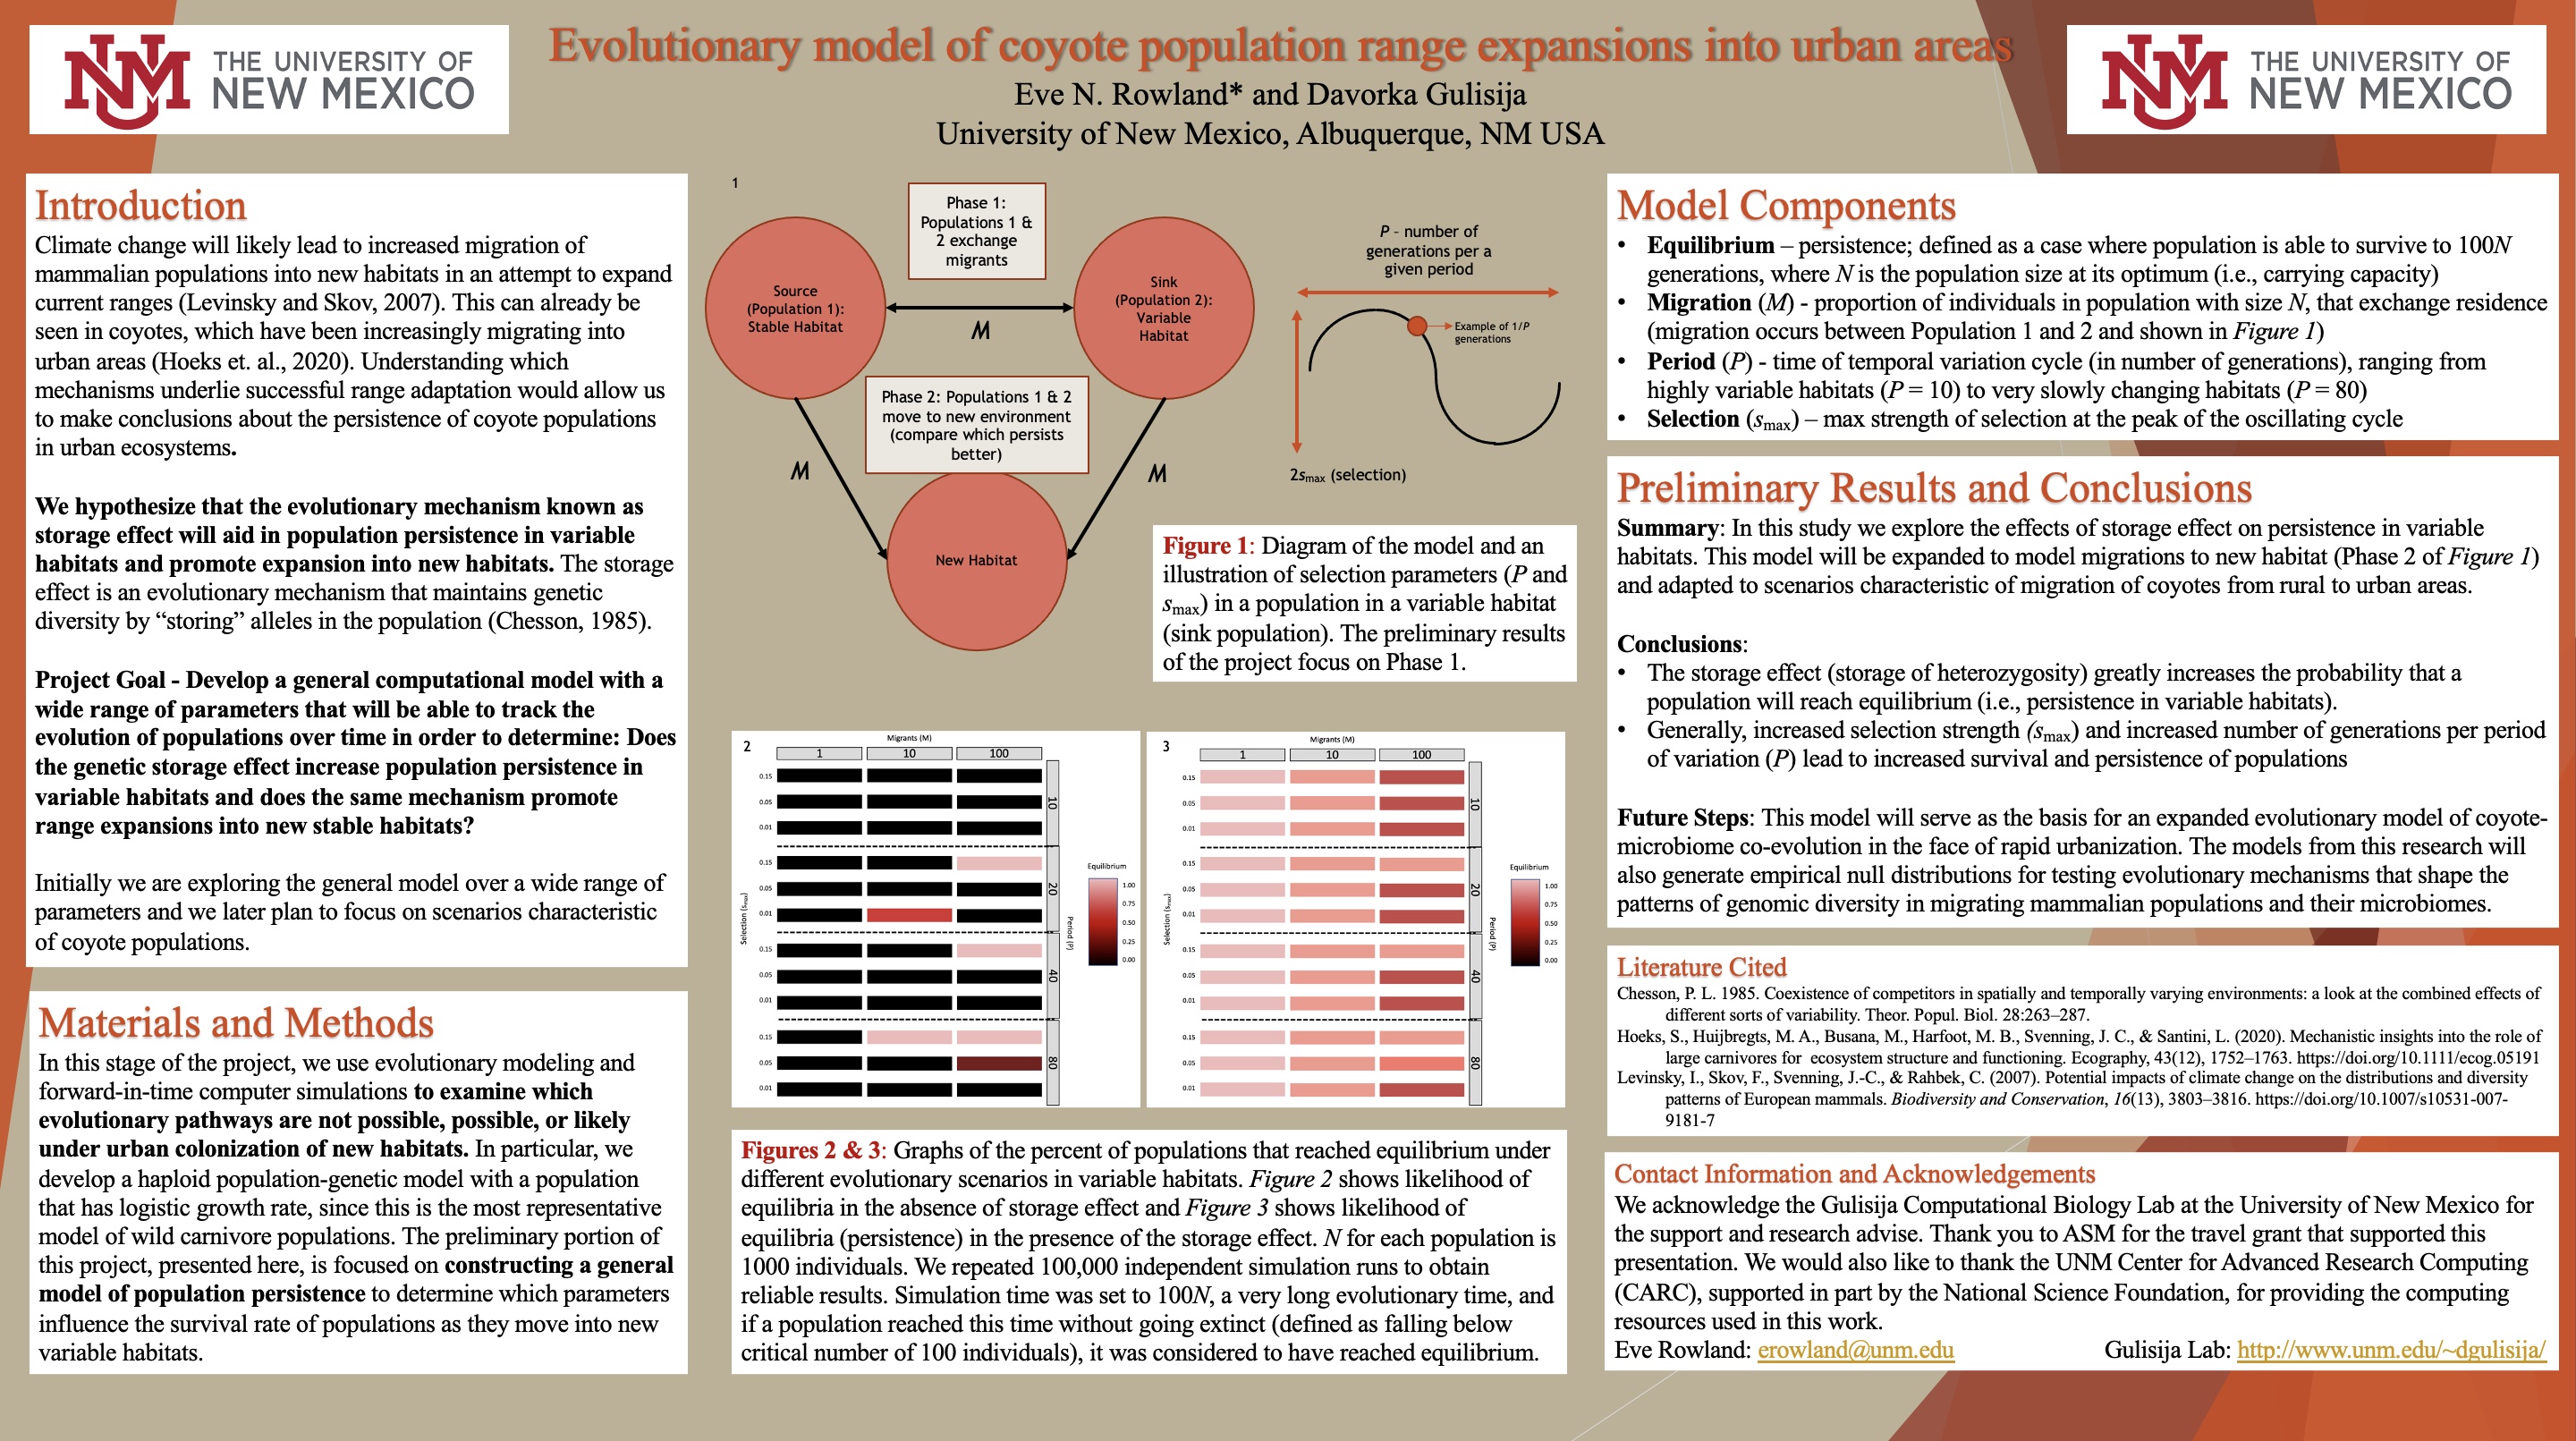 THE UNIVERSITY OF
NEW MEXICO
Evolutionary model of coyote population range expansions into urban areas
Eve N. Rowland* and Davorka Gulisija
University of New Mexico, Albuquerque, NM USA
THE UNIVERSITY OF
NEW MEXICO
Introduction
Climate change will likely lead to increased migration of
mammalian populations into new habitats in an attempt to expand
current ranges (Levinsky and Skov, 2007). This can already be
seen in coyotes, which have been increasingly migrating into
urban areas (Hoeks et. al., 2020). Understanding which
mechanisms underlie successful range adaptation would allow us
to make conclusions about the persistence of coyote populations
in urban ecosystems.
We hypothesize that the evolutionary mechanism known as
storage effect will aid in population persistence in variable
habitats and promote expansion into new habitats. The storage
effect is an evolutionary mechanism that maintains genetic
diversity by “storing” alleles in the population (Chesson, 1985).
Project Goal - Develop a general computational model with a
wide range of parameters that will be able to track the
evolution of populations over time in order to determine: Does
the genetic storage effect increase population persistence in
variable habitats and does the same mechanism promote
range expansions into new stable habitats?
Initially we are exploring the general model over a wide range of
parameters and we later plan to focus on scenarios characteristic
of coyote populations.
Materials and Methods
In this stage of the project, we use evolutionary modeling and
forward-in-time computer simulations to examine which
evolutionary pathways are not possible, possible, or likely
under urban colonization of new habitats. In particular, we
develop a haploid population-genetic model with a population
that has logistic growth rate, since this is the most representative
model of wild carnivore populations. The preliminary portion of
this project, presented here, is focused on constructing a general
model of population persistence to determine which parameters
influence the survival rate of populations as they move into new
variable habitats.
1
Phase 1:
Populations 1 &
2 exchange
migrants
Source
(Population 1):
Stable Habitat
Sink
(Population 2):
Variable
Habitat
M
Phase 2: Populations 1 & 2
move to new environment
(compare which persists
better)
M
M
New Habitat
P – number of
generations per a
given period
Example of 1/P
generations
2smax (selection)
Figure 1: Diagram of the model and an
illustration of selection parameters (P and
smax) in a population in a variable habitat
(sink population). The preliminary results
of the project focus on Phase 1.
2
Migrants (M)
1 10 100
0.15
0.05
0.01
10
0.15
0.05
0.01
20
0.15
0.05
0.01
40
0.15
0.05
0.01
80
Selection (smax)
Period (P)
Equilibrium
1.00
0.75
0.50
0.25
0.00
3
Migrants (M)
1 10 100
0.15
0.05
0.01
10
0.15
0.05
0.01
20
0.15
0.05
0.01
40
0.15
0.05
0.01
80
Selection (smax)
Period (P)
Equilibrium
1.00
0.75
0.50
0.25
0.00
Figures 2 & 3: Graphs of the percent of populations that reached equilibrium under
different evolutionary scenarios in variable habitats. Figure 2 shows likelihood of
equilibria in the absence of storage effect and Figure 3 shows likelihood of
equilibria (persistence) in the presence of the storage effect. N for each population is
1000 individuals. We repeated 100,000 independent simulation runs to obtain
reliable results. Simulation time was set to 100N, a very long evolutionary time, and
if a population reached this time without going extinct (defined as falling below
critical number of 100 individuals), it was considered to have reached equilibrium.
Model Components
• Equilibrium – persistence; defined as a case where population is able to survive to 100N
generations, where N is the population size at its optimum (i.e., carrying capacity)
• Migration (M) - proportion of individuals in population with size N, that exchange residence
(migration occurs between Population 1 and 2 and shown in Figure 1)
• Period (P) - time of temporal variation cycle (in number of generations), ranging from
highly variable habitats (P = 10) to very slowly changing habitats (P = 80)
• Selection (smax) – max strength of selection at the peak of the oscillating cycle
Preliminary Results and Conclusions
Summary: In this study we explore the effects of storage effect on persistence in variable
habitats. This model will be expanded to model migrations to new habitat (Phase 2 of Figure 1)
and adapted to scenarios characteristic of migration of coyotes from rural to urban areas.
Conclusions:
• The storage effect (storage of heterozygosity) greatly increases the probability that a
population will reach equilibrium (i.e., persistence in variable habitats).
• Generally, increased selection strength (smax) and increased number of generations per period
of variation (P) lead to increased survival and persistence of populations
Future Steps: This model will serve as the basis for an expanded evolutionary model of coyote-
microbiome co-evolution in the face of rapid urbanization. The models from this research will
also generate empirical null distributions for testing evolutionary mechanisms that shape the
patterns of genomic diversity in migrating mammalian populations and their microbiomes.
Literature Cited
Chesson, P. L. 1985. Coexistence of competitors in spatially and temporally varying environments: a look at the combined effects of
different sorts of variability. Theor. Popul. Biol. 28:263–287.
Hoeks, S., Huijbregts, M. A., Busana, M., Harfoot, M. B., Svenning, J. C., & Santini, L. (2020). Mechanistic insights into the role of
large carnivores for ecosystem structure and functioning. Ecography, 43(12), 1752–1763. https://doi.org/10.1111/ecog.05191
Levinsky, I., Skov, F., Svenning, J.-C., & Rahbek, C. (2007). Potential impacts of climate change on the distributions and diversity
patterns of European mammals. Biodiversity and Conservation, 16(13), 3803–3816. https://doi.org/10.1007/s10531-007-
9181-7
Contact Information and Acknowledgements
We acknowledge the Gulisija Computational Biology Lab at the University of New Mexico for
the support and research advise. Thank you to ASM for the travel grant that supported this
presentation. We would also like to thank the UNM Center for Advanced Research Computing
(CARC), supported in part by the National Science Foundation, for providing the computing
resources used in this work.
Eve Rowland: erowland@unm.edu Gulisija Lab: http://www.unm.edu/~dgulisija/